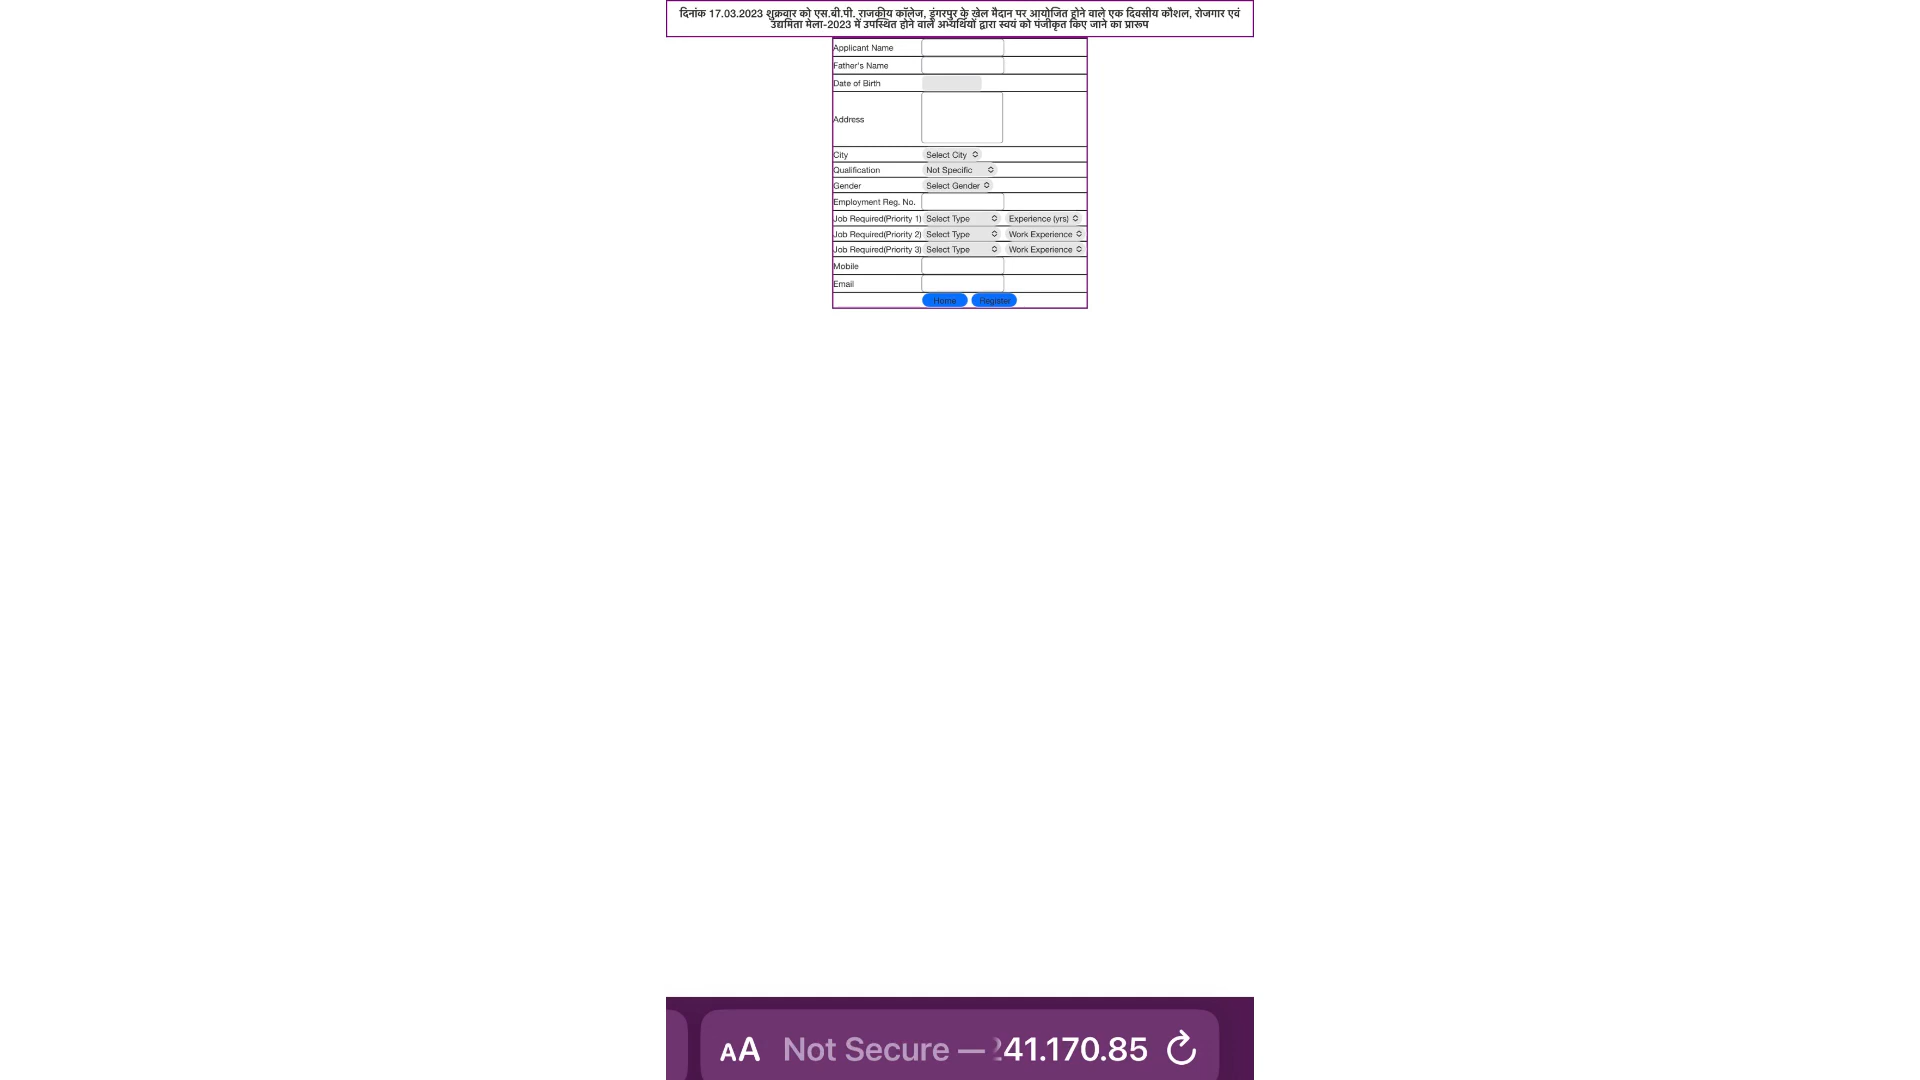 दिनांक 17.03.2023 शुक्रवार को एस.बी.पी. राजकीय कॉलेज, डूंगरपुर के खेल मैदान पर आयोजित होने वाले एक दिवसीय कौशल, रोजगार एवं
उद्यमिता मेला-2023 में उपस्थित होने वाले अभ्यर्थियों द्वारा स्वयं को पंजीकृत किए जाने का प्रारूप
Applicant Name
Father's Name
Date of Birth
Address
City Select City
Qualification Not Specific
Gender Select Gender
Employment Reg. No.
Job Required(Priority 1) Select Type Experience (yrs)
Job Required(Priority 2) Select Type Work Experience
Job Required(Priority 3) Select Type Work Experience
Mobile
Email
Home Register
AA Not Secure — 241.170.85